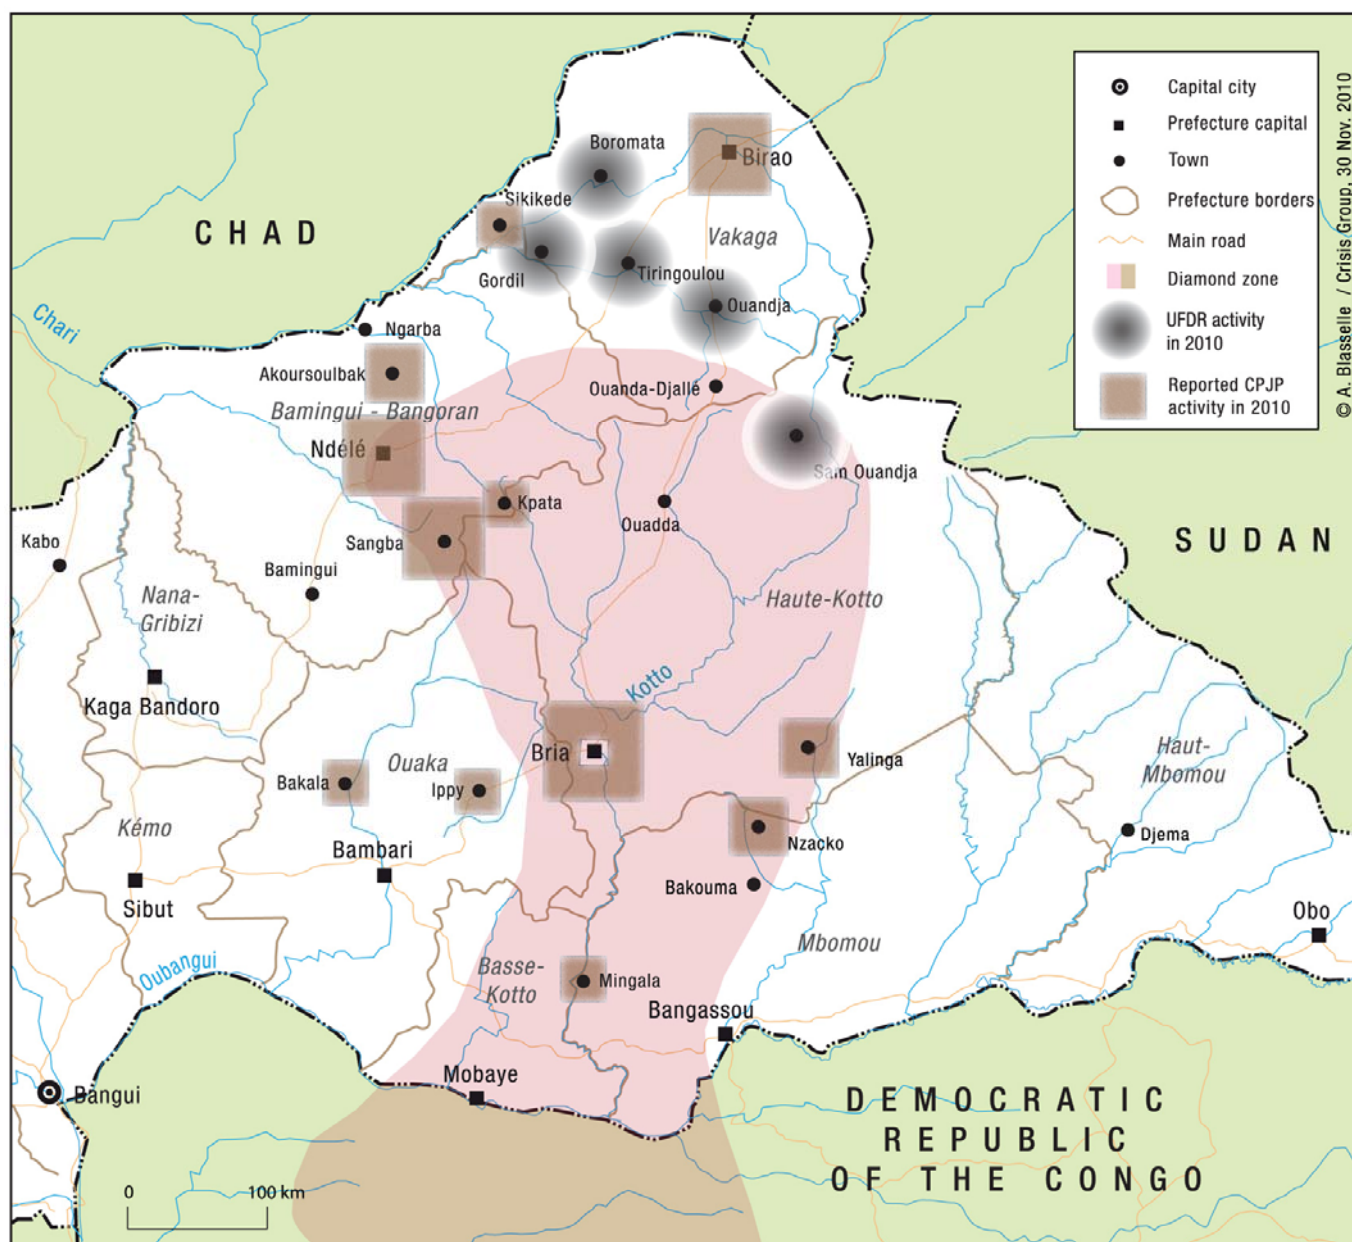 Capital city
Prefecture capital
Town
Prefecture borders
Main road
Diamond zone
UFDR activity
in 2010
Reported CPJP
activity in 2010
© A. Blasselle / Crisis Group, 30 Nov. 2010
CHAD
Boromata
Birao
Sikikede
Vakaga
Gordil
Tiringoulou
Ouandja
Chari
Ngarba
Akoursoulbak
Ouanda-Djallé
Bamingui - Bangoran
Ndélé
Sam Ouandja
Kpata
Ouadda
Kabo
Sangba
SUDAN
Bamingui
Nana-
Gribizi
Haute-Kotto
Kotto
Kaga Bandoro
Bria
Yalinga
Haut-
Mbomou
Ouaka
Bakala
Ippy
Kémo
Nzacko
Djema
Bambari
Bakouma
Sibut
Obo
Mbomou
Oubangui
Basse-
Kotto
Mingala
Bangassou
Mobaye
Bangui
DEMOCRATIC
REPUBLIC
OF THE CONGO
0 100 km